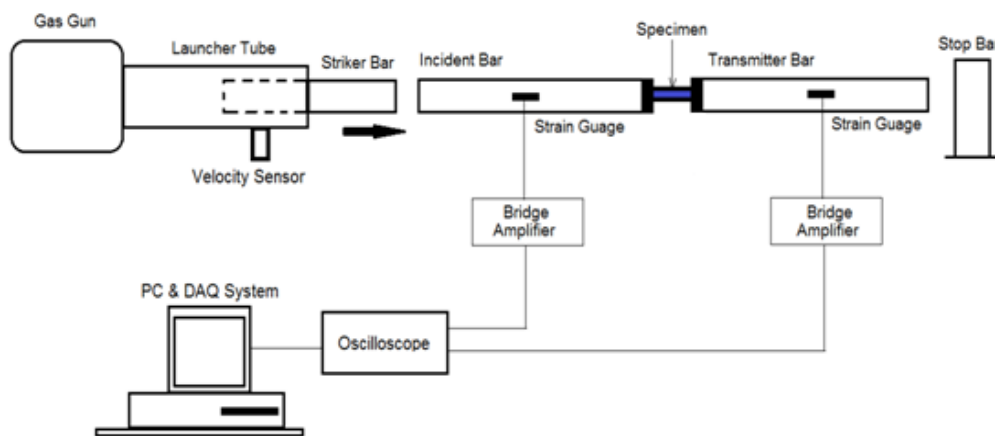 Gas Gun
Launcher Tube
Striker Bar
Incident Bar
Specimen
Transmitter Bar
Stop Bar
Strain Guage
Strain Guage
Velocity Sensor
Bridge
Amplifier
Bridge
Amplifier
PC & DAQ System
Oscilloscope